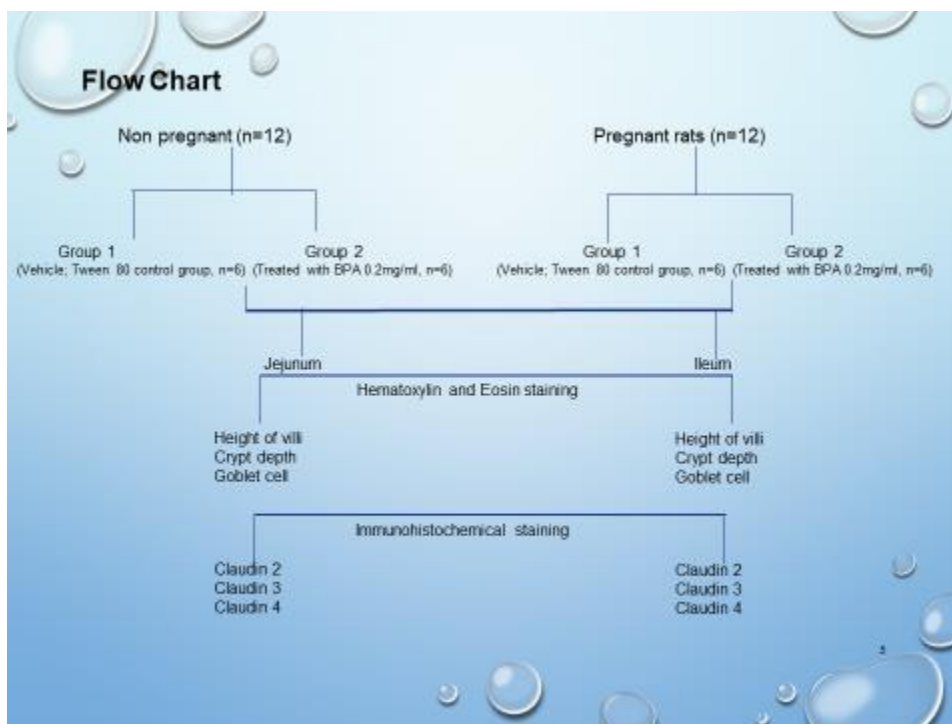 Flow Chart
Non pregnant (n=12)
Pregnant rats (n=12)
Group 1
(Vehicle; Tween 80 control group, n=6)
Group 2
(Treated with BPA 0.2mg/ml, n=6)
Group 1
(Vehicle; Tween 80 control group, n=6)
Group 2
(Treated with BPA 0.2mg/ml, n=6)
Jejunum
Ileum
Hematoxylin and Eosin staining
Height of villi
Crypt depth
Goblet cell
Height of villi
Crypt depth
Goblet cell
Immunohistochemical staining
Claudin 2
Claudin 3
Claudin 4
Claudin 2
Claudin 3
Claudin 4